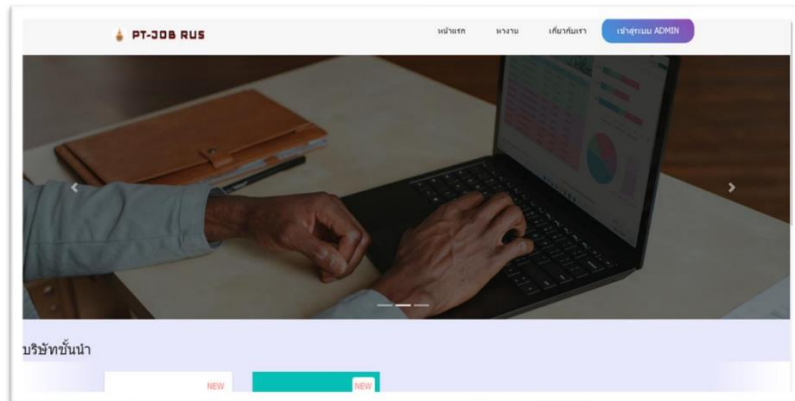 PT-JOB RUS
หน้าแรก หางาน เกี่ยวกับเรา เข้าสู่ระบบ ADMIN
บริษัทชั้นนำ
NEW NEW